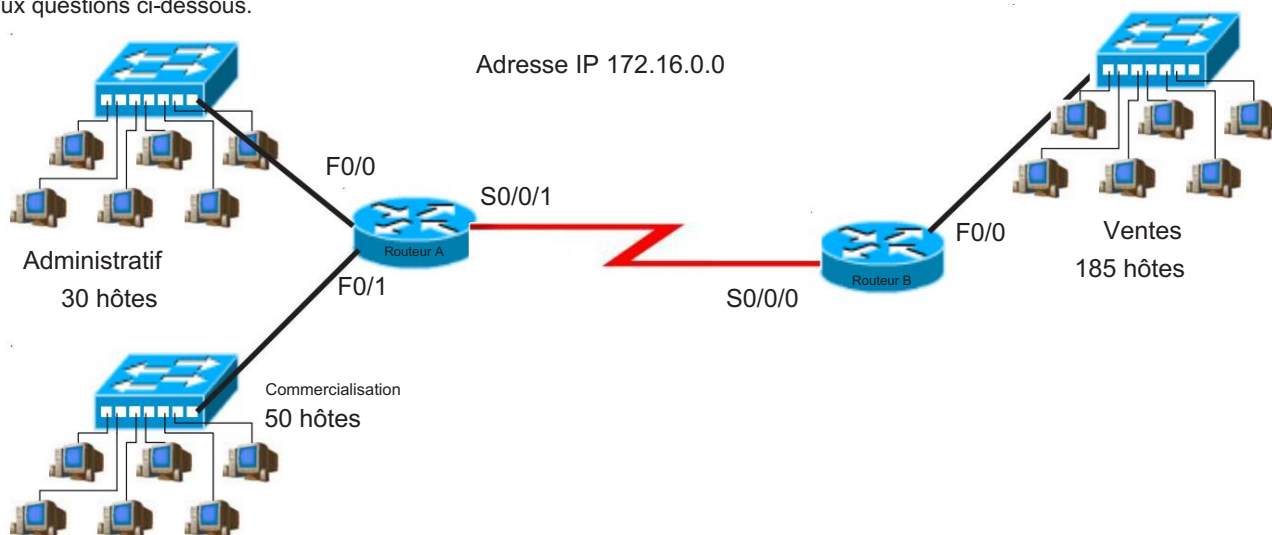 ux questions ci-dessous.
Adresse IP 172.16.0.0
F0/0
S0/0/1
Routeur A
F0/1
Administratif
30 hôtes
Commercialisation
50 hôtes
S0/0/0
Routeur B
F0/0
Ventes
185 hôtes